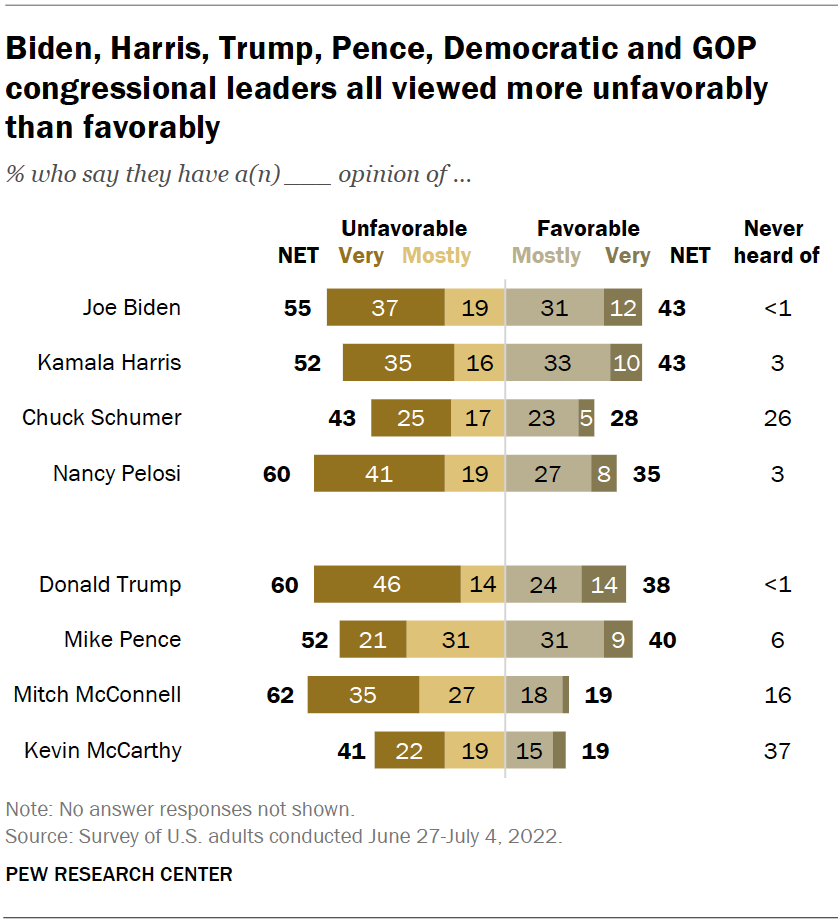 Biden, Harris, Trump, Pence, Democratic and GOP
congressional leaders all viewed more unfavorably
than favorably
% who say they have a(n) ____ opinion of ...
Unfavorable Favorable Never
NET Very Mostly Mostly Very NET heard of
Joe Biden 55 37 19 31 12 43 <1
Kamala Harris 52 35 16 33 10 43 3
Chuck Schumer 43 25 17 23 5 28 26
Nancy Pelosi 60 41 19 27 8 35 3
Donald Trump 60 46 14 24 14 38 <1
Mike Pence 52 21 31 31 9 40 6
Mitch McConnell 62 35 27 18 19 16
Kevin McCarthy 41 22 19 15 19 37
Note: No answer responses not shown.
Source: Survey of U.S. adults conducted June 27-July 4, 2022.
PEW RESEARCH CENTER